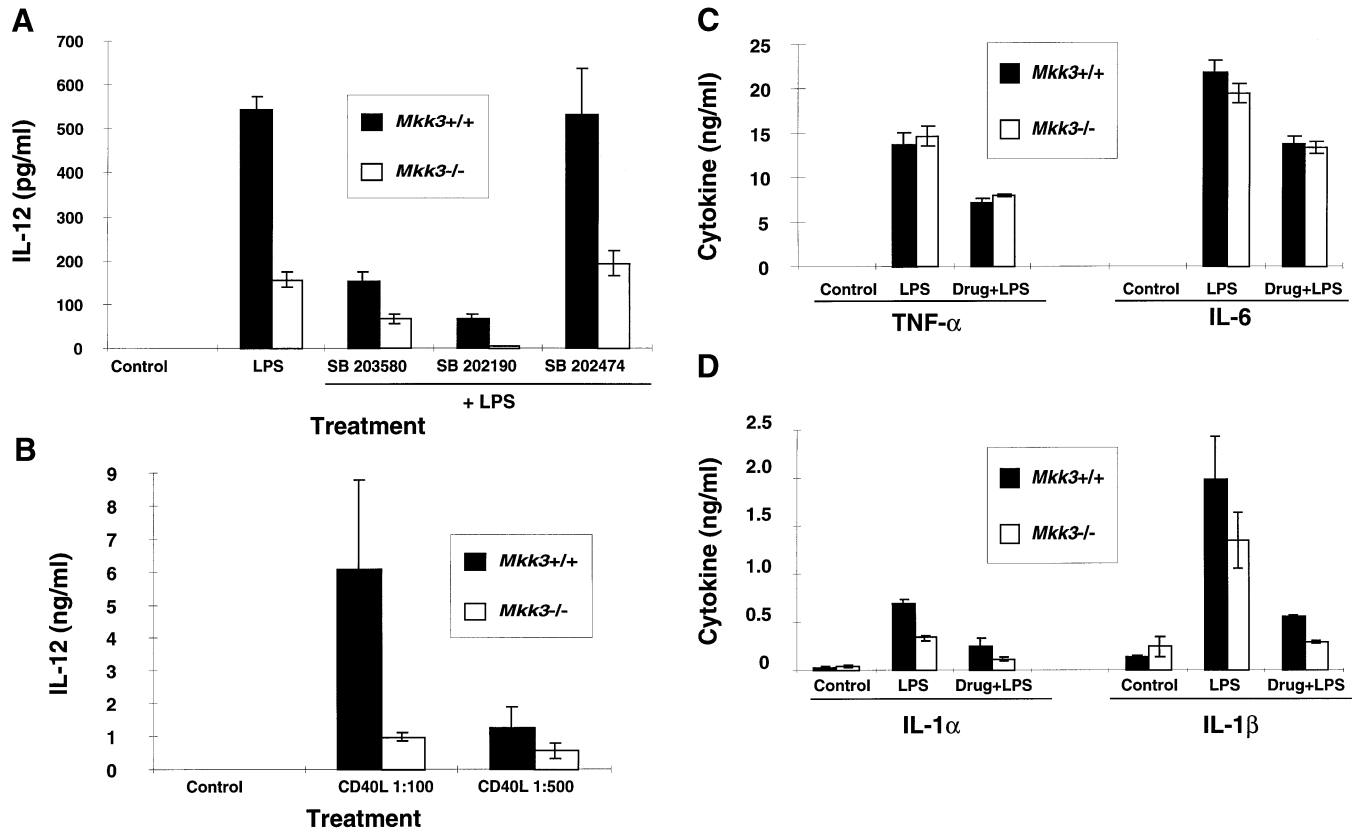 A
700
600
500
400
300
200
100
0
IL-12 (pg/ml)
Mkk3+/+
Mkk3-/-
Control
LPS
SB 203580
SB 202190
SB 202474
+ LPS
Treatment
B
9
8
7
6
5
4
3
2
1
0
IL-12 (ng/ml)
Mkk3+/+
Mkk3-/-
Control
CD40L 1:100
CD40L 1:500
Treatment
C
25
20
15
10
5
0
Cytokine (ng/ml)
Mkk3+/+
Mkk3-/-
Control
LPS
Drug+LPS
Control
LPS
Drug+LPS
TNF-α
IL-6
D
2.5
2.0
1.5
1.0
0.5
0
Cytokine (ng/ml)
Mkk3+/+
Mkk3-/-
Control
LPS
Drug+LPS
Control
LPS
Drug+LPS
IL-1α
IL-1β